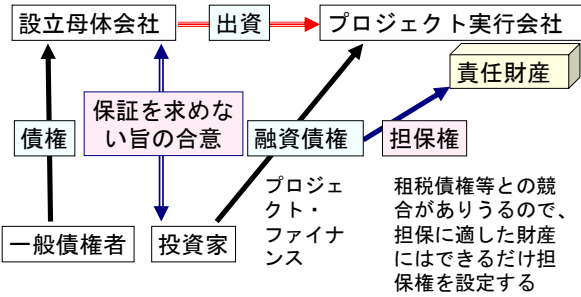 設立母体会社
出資
プロジェクト実行会社
責任財産
保証を求めな
い旨の合意
債権
融資債権
担保権
プロジェ
クト・
ファイナ
ンス
租税債権等との競
合がありうるので、
担保に適した財産
にはできるだけ担
保権を設定する
一般債権者
投資家